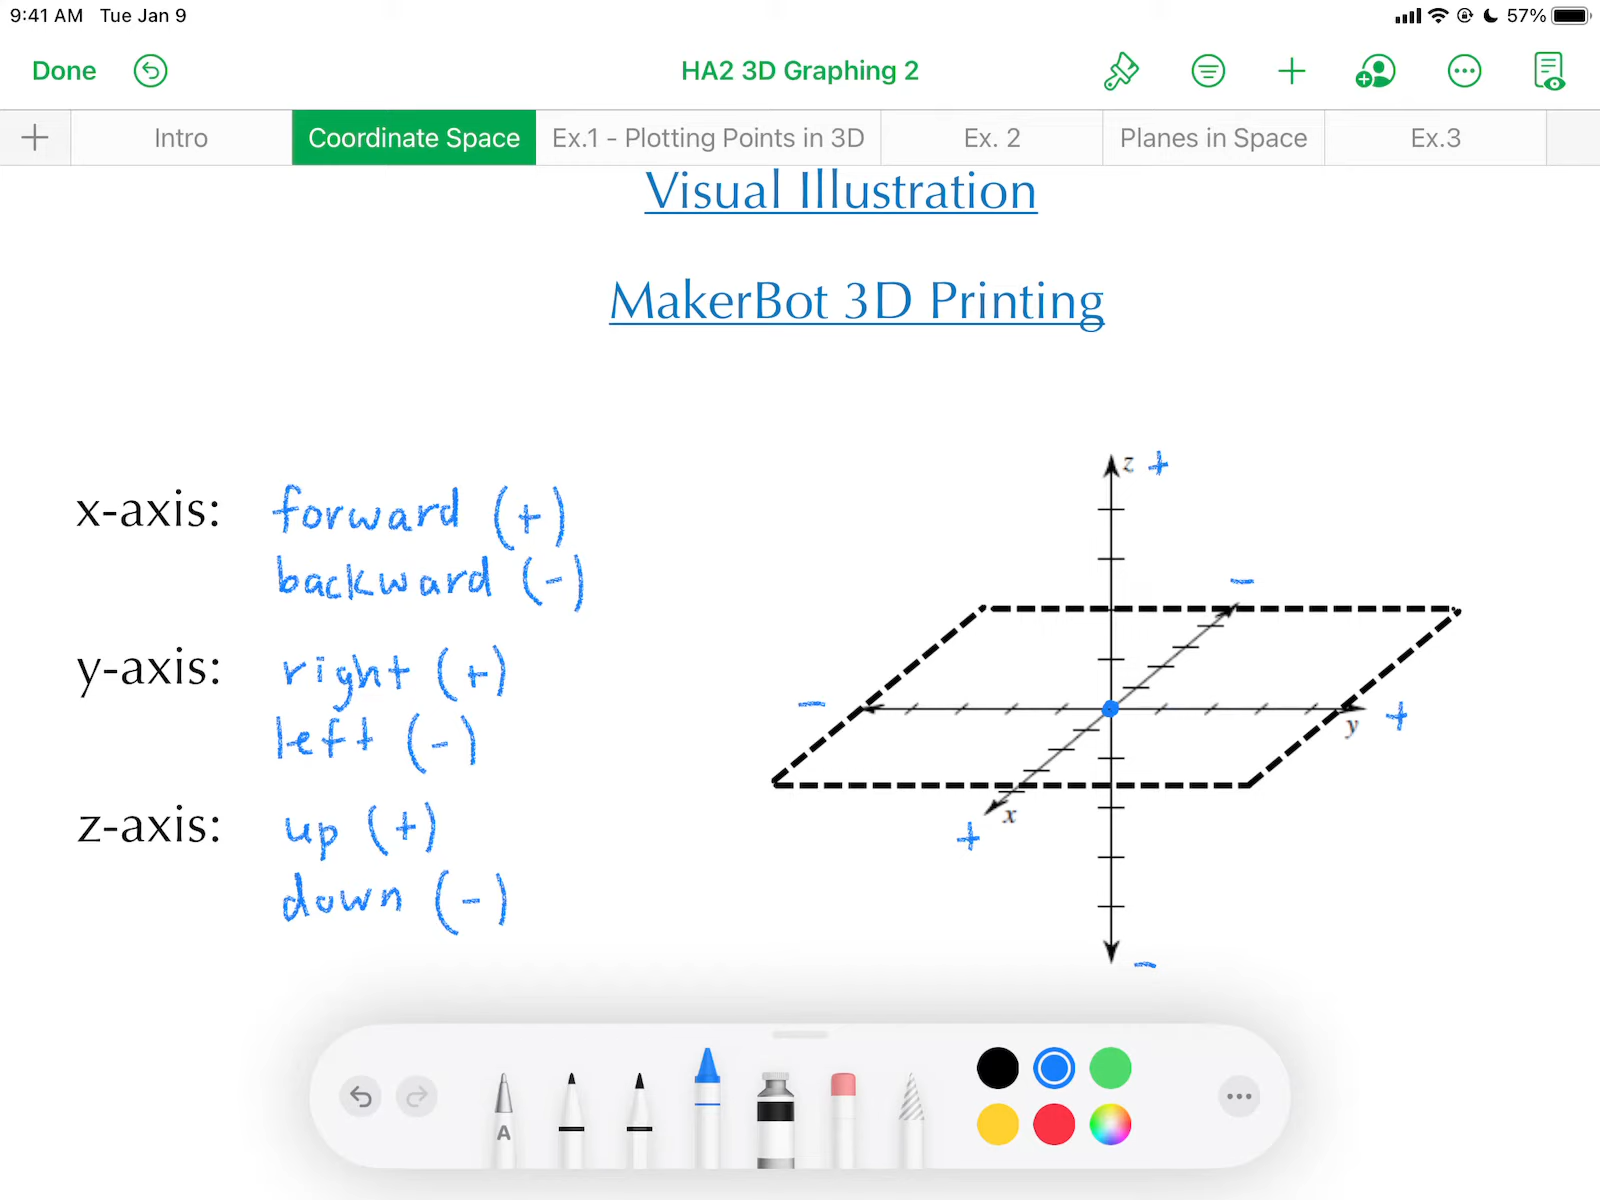 9:41 AM Tue Jan 9 57%
Done HA2 3D Graphing 2
Intro Coordinate Space Ex.1 - Plotting Points in 3D Ex. 2 Planes in Space Ex.3
Visual Illustration
MakerBot 3D Printing
x-axis: forward (+)
backward (-)
y-axis: right (+)
left (-)
z-axis: up (+)
down (-)
z +
-
-
y +
x
+
-
A